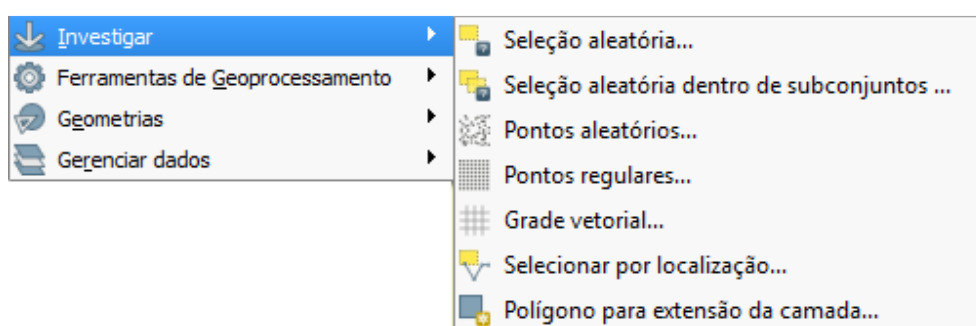 Investigar
Ferramentas de Geoprocessamento
Geometrias
Gerenciar dados
Seleção aleatória...
Seleção aleatória dentro de subconjuntos ...
Pontos aleatórios...
Pontos regulares...
Grade vetorial...
Selecionar por localização...
Polígono para extensão da camada...